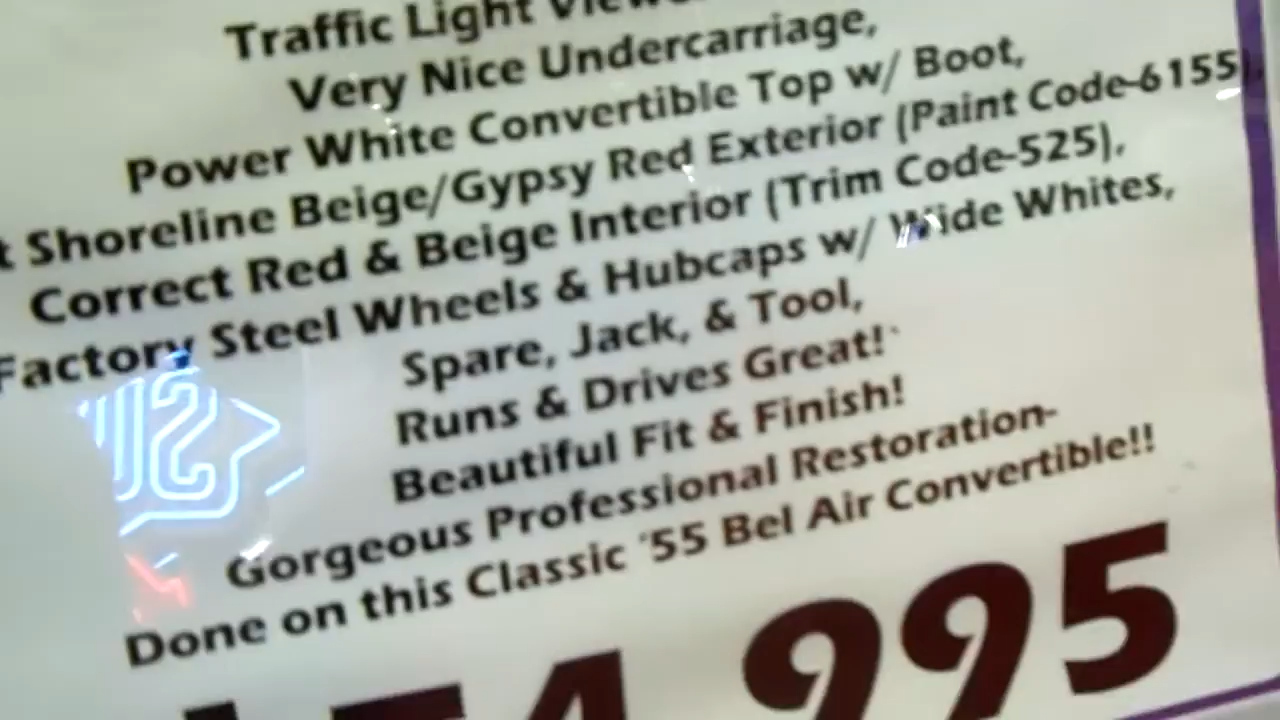 Traffic Light
Very Nice Undercarriage,
Power White Convertible Top w/ Boot,
Shoreline Beige/Gypsy Red Exterior (Paint Code-6155),
Correct Red & Beige Interior (Trim Code-525),
Factory Steel Wheels & Hubcaps w/ Wide Whites,
Spare, Jack, & Tool,
Runs & Drives Great!
Beautiful Fit & Finish!
Gorgeous Professional Restoration-
Done on this Classic '55 Bel Air Convertible!!
995